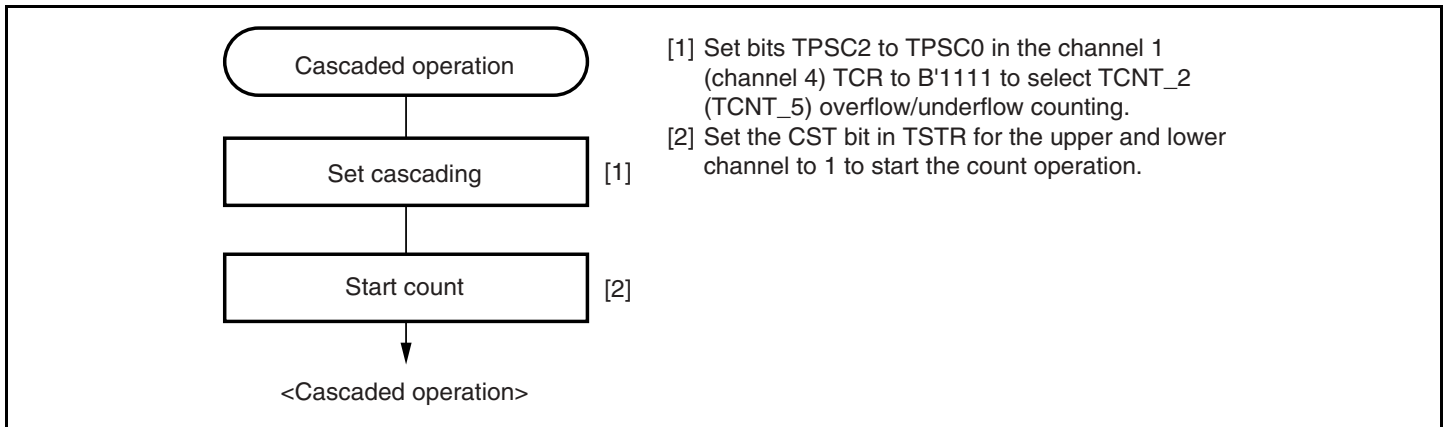 Cascaded operation
[1] Set bits TPSC2 to TPSC0 in the channel 1
(channel 4) TCR to B'1111 to select TCNT_2
(TCNT_5) overflow/underflow counting.
[2] Set the CST bit in TSTR for the upper and lower
channel to 1 to start the count operation.
Set cascading [1]
Start count [2]
<Cascaded operation>